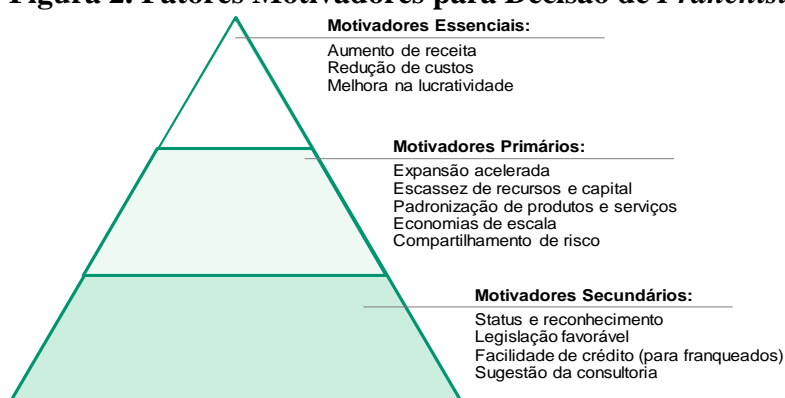 Figura 2. Fatores Motivadores para Decisão de
Motivadores Essenciais:
Aumento de receita
Redução de custos
Melhora na lucratividade
Motivadores Primários:
Expansão acelerada
Escassez de recursos e capital
Padronização de produtos e serviços
Economias de escala
Compartilhamento de risco
Motivadores Secundários:
Status e reconhecimento
Legislação favorável
Facilidade de crédito (para franqueados)
Sugestão da consultoria